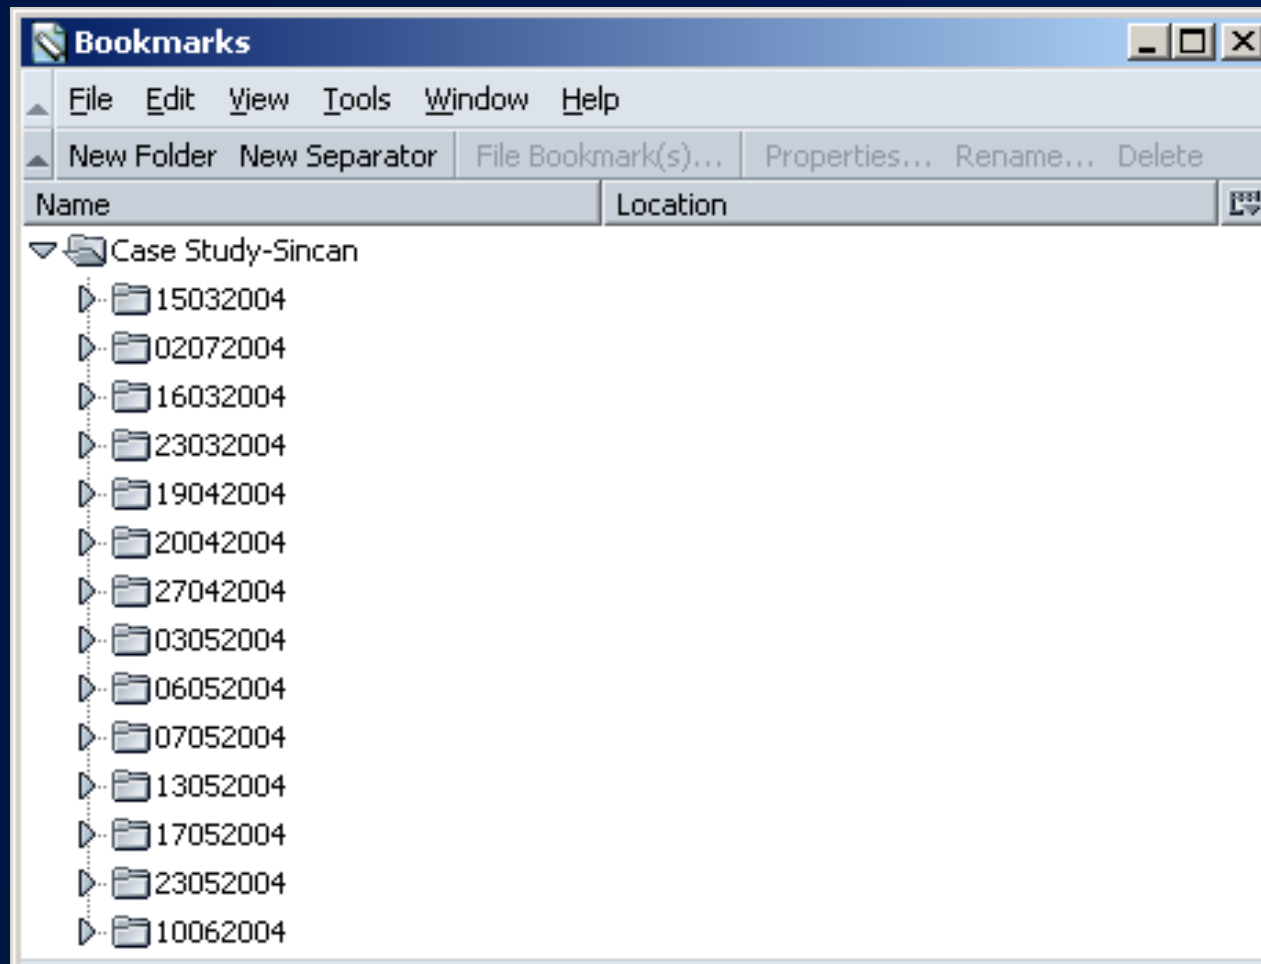 Bookmarks
File Edit View Tools Window Help
New Folder New Separator File Bookmark(s)... Properties... Rename... Delete
Name Location
Case Study-Sincan
15032004
02072004
16032004
23032004
19042004
20042004
27042004
03052004
06052004
07052004
13052004
17052004
23052004
10062004